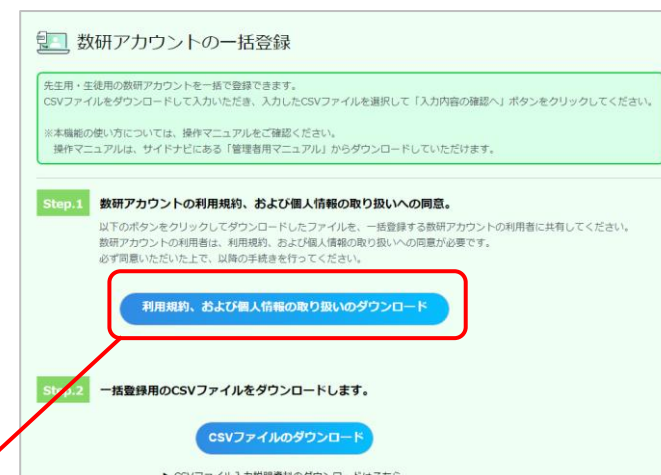 数研アカウントの一括登録
先生用・生徒用の数研アカウントを一括で登録できます。
CSVファイルをダウンロードして入力いただき、入力したCSVファイルを選択して「入力内容の確認へ」ボタンをクリックしてください。
※本機能の使い方については、操作マニュアルをご確認ください。
操作マニュアルは、サイドナビにある「管理者用マニュアル」からダウンロードしていただけます。
Step.1 数研アカウントの利用規約、および個人情報の取り扱いへの同意。
以下のボタンをクリックしてダウンロードしたファイルを、一括登録する数研アカウントの利用者に共有してください。
数研アカウントの利用者は、利用規約、および個人情報の取り扱いへの同意が必要です。
必ず同意いただいた上で、以降の手続きを行ってください。
利用規約、および個人情報の取り扱いのダウンロード
Step.2 一括登録用のCSVファイルをダウンロードします。
CSVファイルのダウンロード